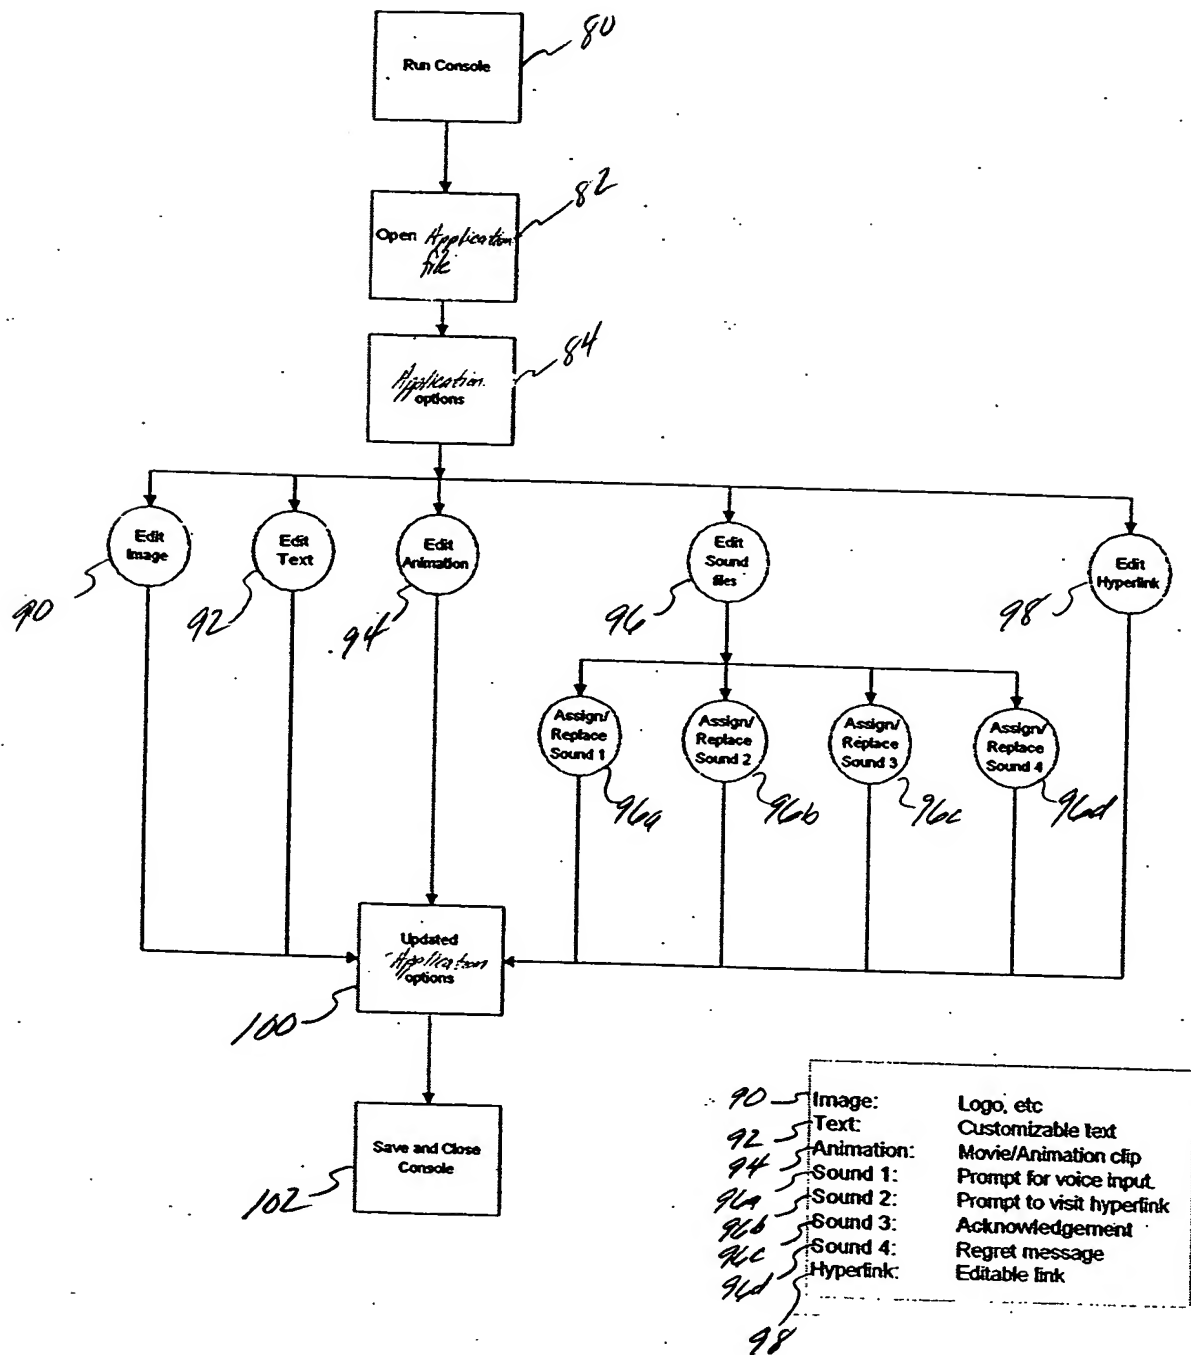 80
Run Console
82
Open Application
file
84
Application
options
Edit
Image
Edit
Text
Edit
Animation
Edit
Sound
files
Edit
Hyperlink
90
92
94
96
98
Assign/
Replace
Sound 1
Assign/
Replace
Sound 2
Assign/
Replace
Sound 3
Assign/
Replace
Sound 4
96a
96b
96c
96d
Updated
Application
options
100
Save and Close
Console
102
90 Image: Logo, etc
92 Text: Customizable text
94 Animation: Movie/Animation clip
96a Sound 1: Prompt for voice input.
96b Sound 2: Prompt to visit hyperlink
96c Sound 3: Acknowledgement
96d Sound 4: Regret message
98 Hyperlink: Editable link